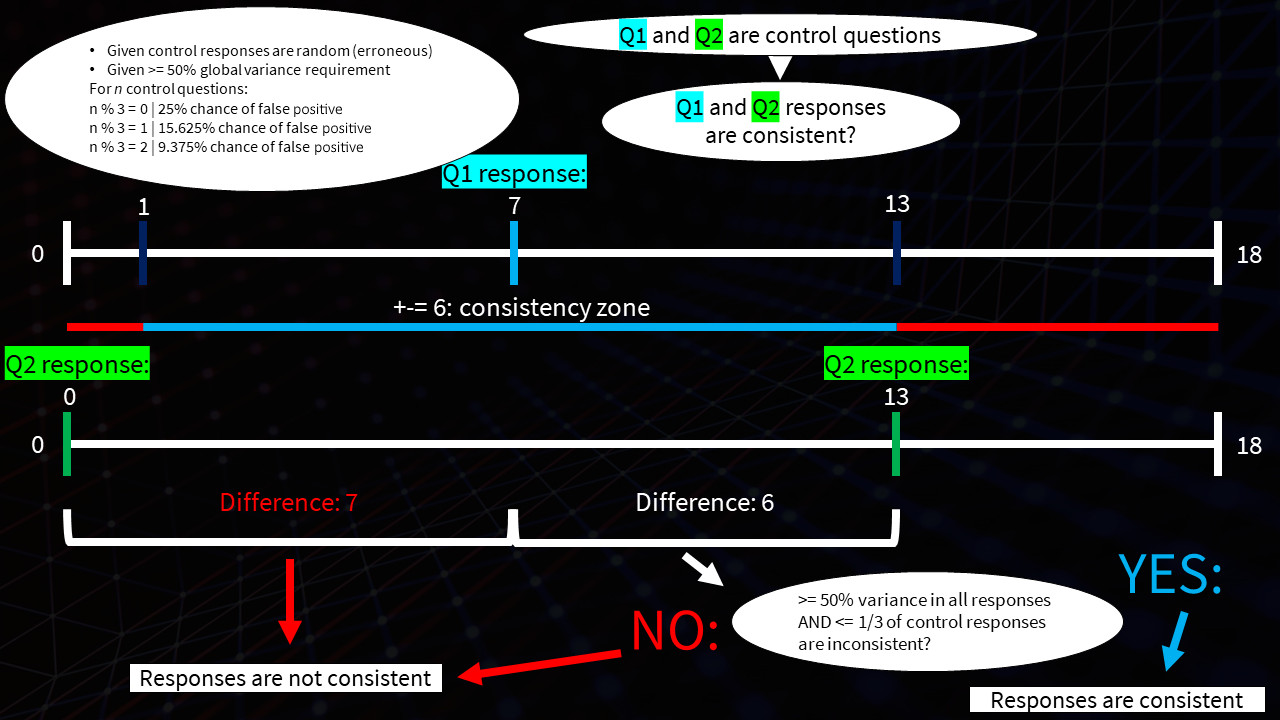 • Given control responses are random (erroneous)
• Given >= 50% global variance requirement
For n control questions:
n % 3 = 0 | 25% chance of false positive
n % 3 = 1 | 15.625% chance of false positive
n % 3 = 2 | 9.375% chance of false positive
Q1 and Q2 are control questions
Q1 and Q2 responses
are consistent?
Q1 response:
1
7
13
0
18
+-= 6: consistency zone
Q2 response:
Q2 response:
0
13
0
18
Difference: 7
Difference: 6
YES:
NO:
>= 50% variance in all responses
AND <= 1/3 of control responses
are inconsistent?
Responses are not consistent
Responses are consistent